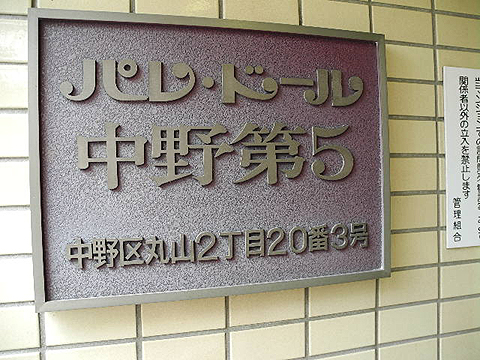 パレ・ドール
中野第5
中野区丸山2丁目20番3号
関係者以外の立入を禁止します
管理組合